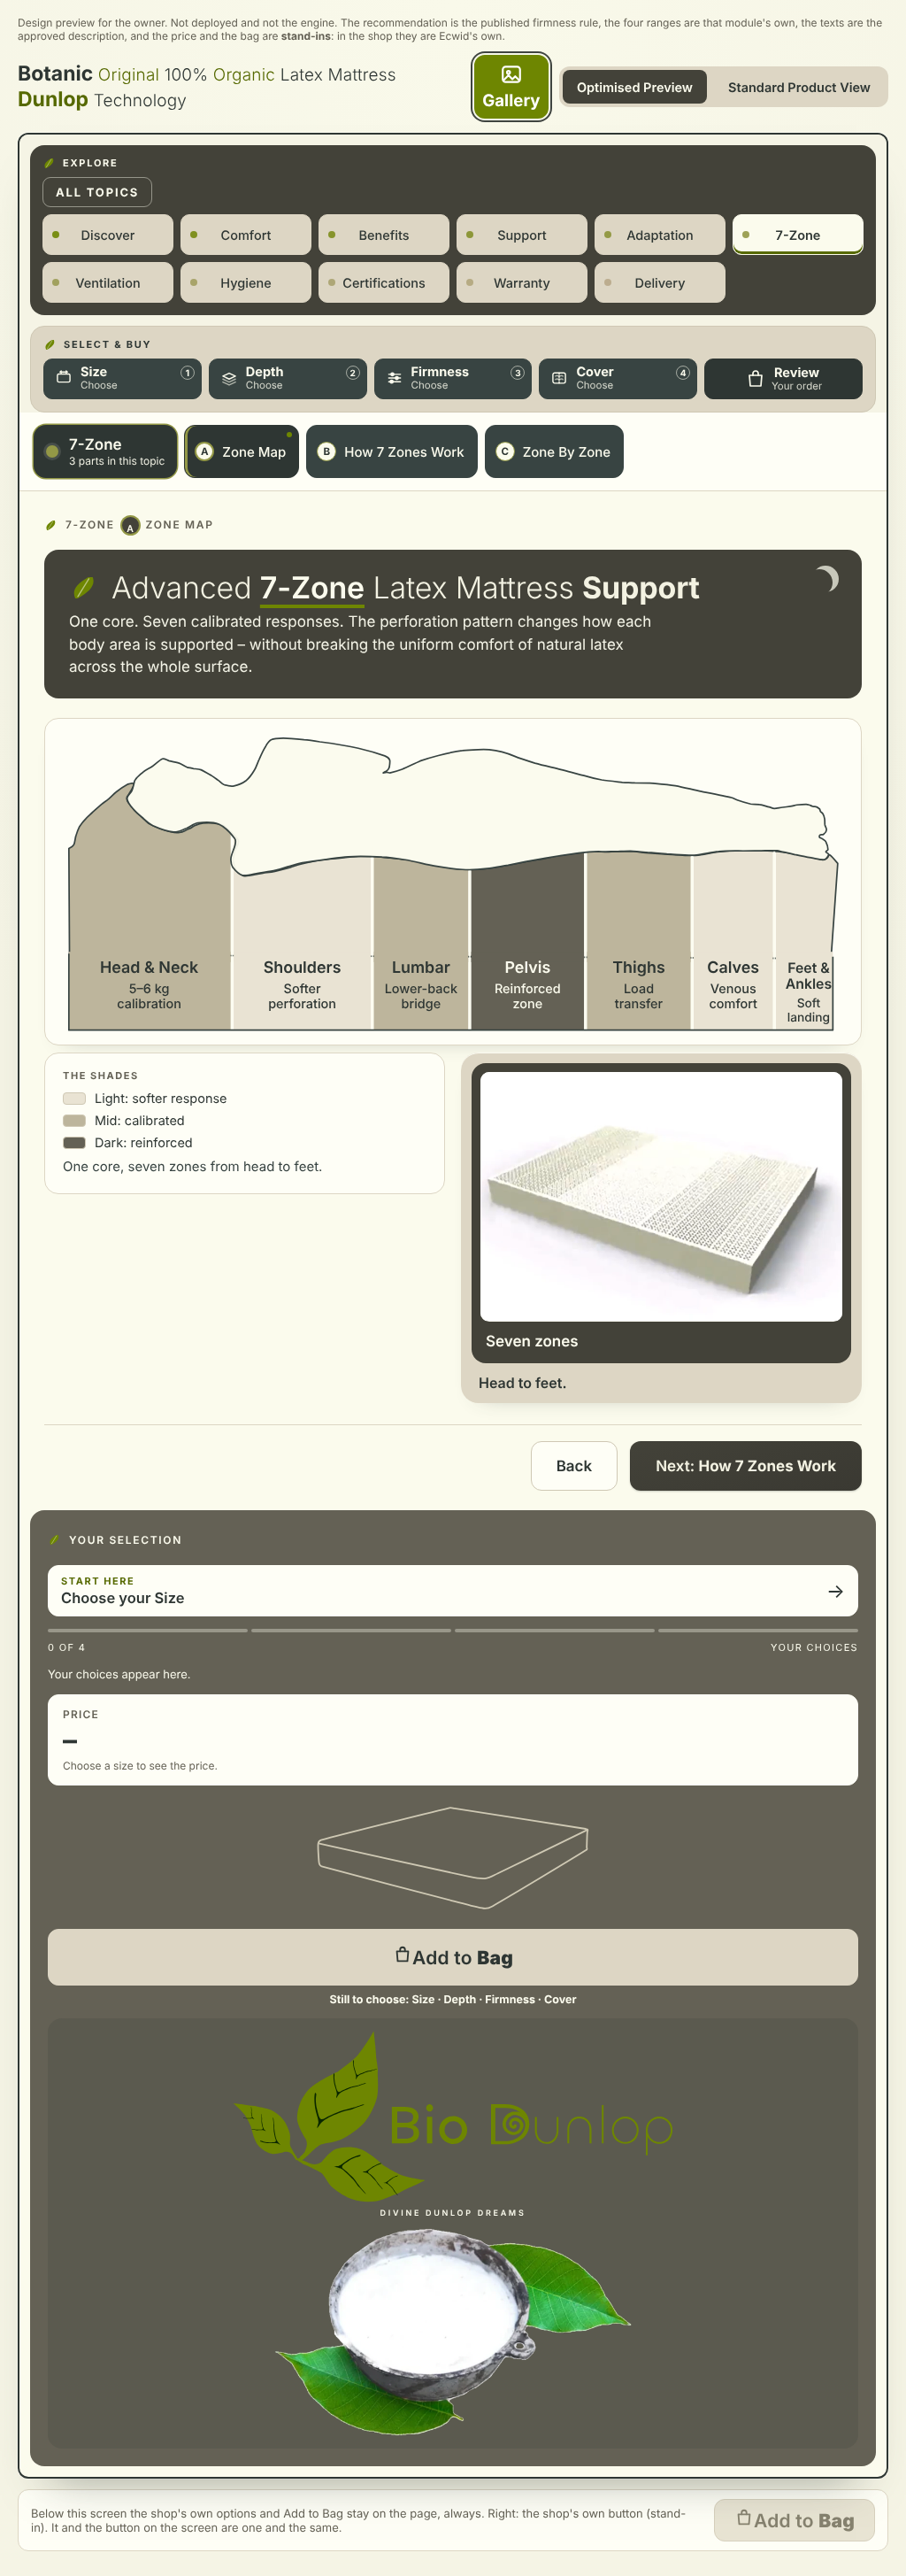 Design preview for the owner. Not deployed and not the engine. The recommendation is the published firmness rule, the four ranges are that module's own, the texts are the
approved description, and the price and the bag are stand-ins: in the shop they are Ecwid's own.
Botanic Original 100% Organic Latex Mattress
Dunlop Technology
Gallery
Optimised Preview
Standard Product View
EXPLORE
ALL TOPICS
Discover
Comfort
Benefits
Support
Adaptation
7-Zone
Ventilation
Hygiene
Certifications
Warranty
Delivery
SELECT & BUY
Size
Choose
1
Depth
Choose
2
Firmness
Choose
3
Cover
Choose
4
Review
Your order
7-Zone
3 parts in this topic
A Zone Map
B How 7 Zones Work
C Zone By Zone
7-ZONE A ZONE MAP
Advanced 7-Zone Latex Mattress Support
One core. Seven calibrated responses. The perforation pattern changes how each
body area is supported – without breaking the uniform comfort of natural latex
across the whole surface.
Head & Neck
5–6 kg
calibration
Shoulders
Softer
perforation
Lumbar
Lower-back
bridge
Pelvis
Reinforced
zone
Thighs
Load
transfer
Calves
Venous
comfort
Feet &
Ankles
Soft
landing
THE SHADES
Light: softer response
Mid: calibrated
Dark: reinforced
One core, seven zones from head to feet.
Seven zones
Head to feet.
Back
Next: How 7 Zones Work
YOUR SELECTION
START HERE
Choose your Size
0 OF 4
YOUR CHOICES
Your choices appear here.
PRICE
–
Choose a size to see the price.
Add to Bag
Still to choose: Size · Depth · Firmness · Cover
Bio Dunlop
DIVINE DUNLOP DREAMS
Below this screen the shop's own options and Add to Bag stay on the page, always. Right: the shop's own button (stand-
in). It and the button on the screen are one and the same.
Add to Bag